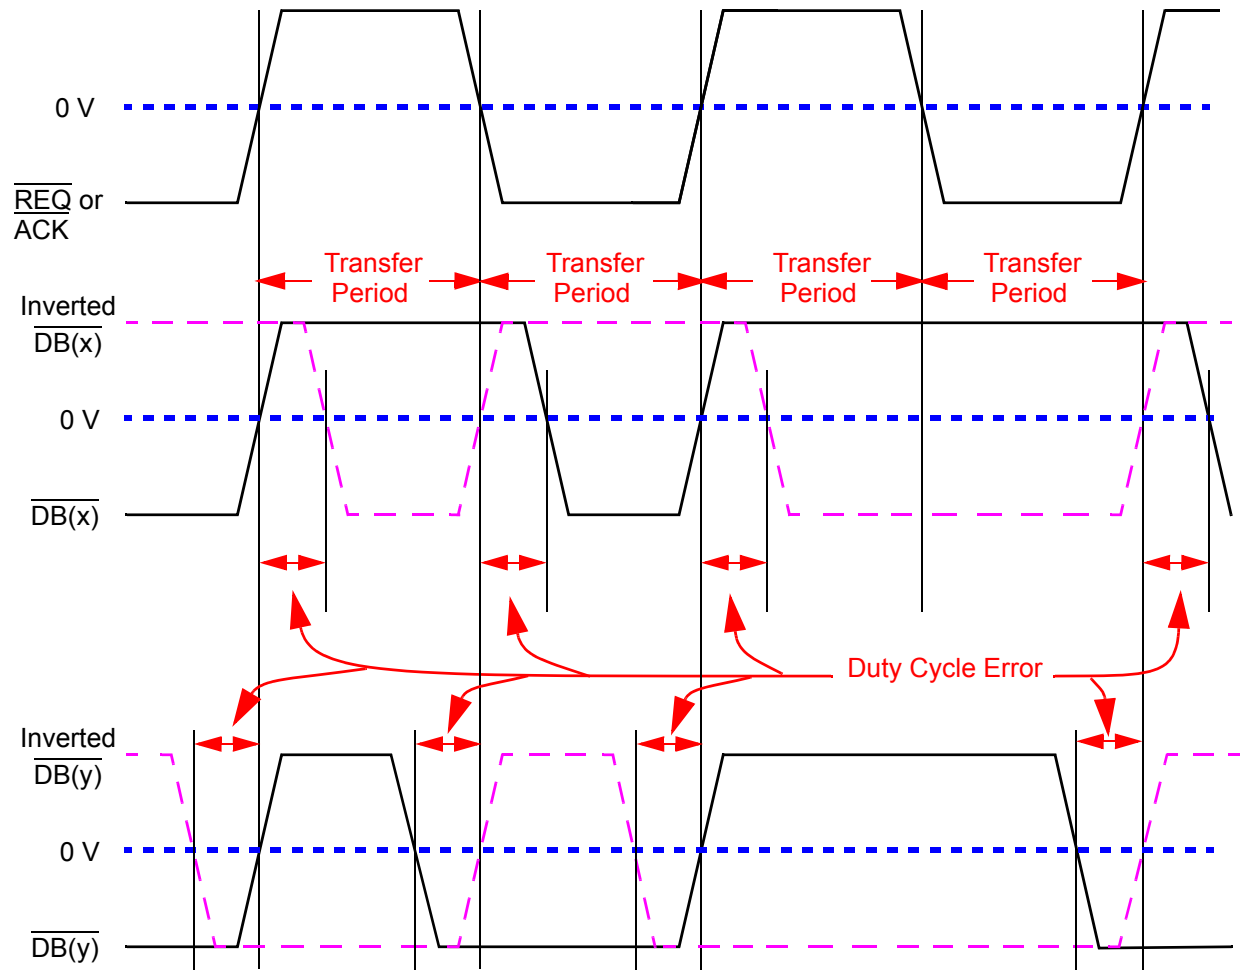 0 V
REQ or
ACK
Transfer
Period
Transfer
Period
Transfer
Period
Transfer
Period
Inverted
DB(x)
0 V
DB(x)
Duty Cycle Error
Inverted
DB(y)
0 V
DB(y)